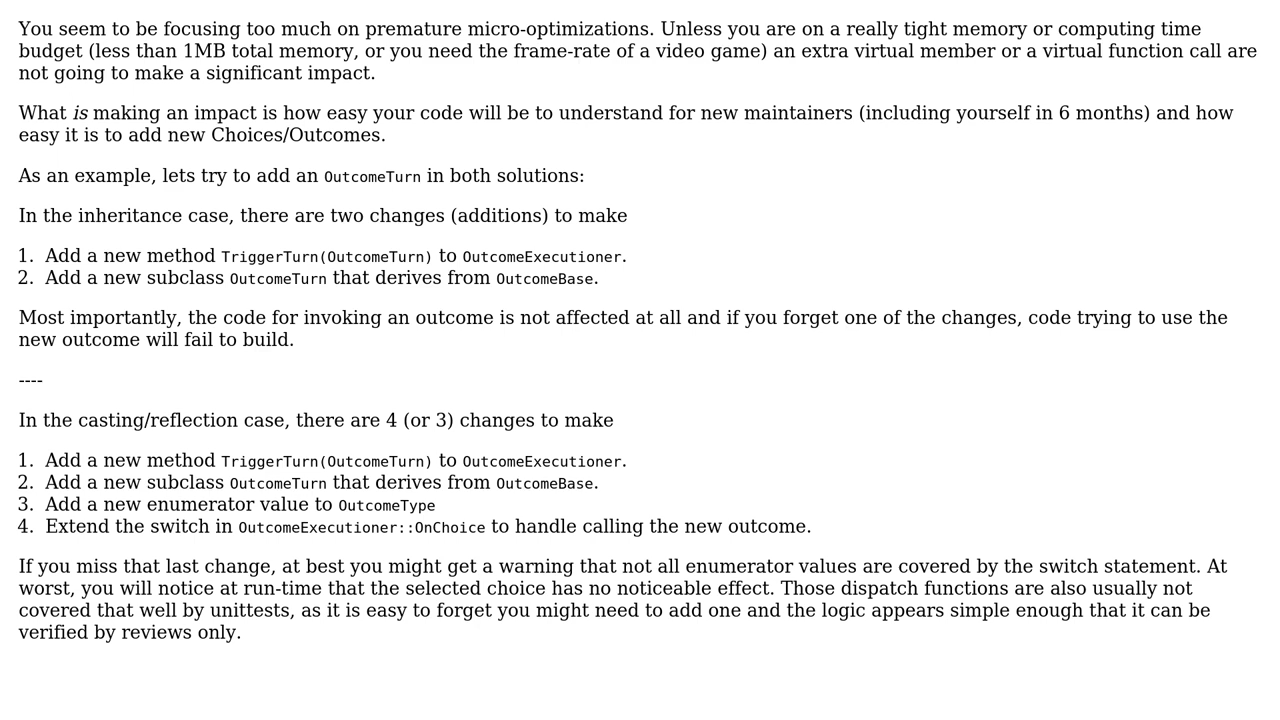 You seem to be focusing too much on premature micro-optimizations. Unless you are on a really tight memory or computing time
budget (less than 1MB total memory, or you need the frame-rate of a video game) an extra virtual member or a virtual function call are
not going to make a significant impact.
What is making an impact is how easy your code will be to understand for new maintainers (including yourself in 6 months) and how
easy it is to add new Choices/Outcomes.
As an example, lets try to add an OutcomeTurn in both solutions:
In the inheritance case, there are two changes (additions) to make
1. Add a new method TriggerTurn(OutcomeTurn) to OutcomeExecutioner.
2. Add a new subclass OutcomeTurn that derives from OutcomeBase.
Most importantly, the code for invoking an outcome is not affected at all and if you forget one of the changes, code trying to use the
new outcome will fail to build.
----
In the casting/reflection case, there are 4 (or 3) changes to make
1. Add a new method TriggerTurn(OutcomeTurn) to OutcomeExecutioner.
2. Add a new subclass OutcomeTurn that derives from OutcomeBase.
3. Add a new enumerator value to OutcomeType
4. Extend the switch in OutcomeExecutioner::OnChoice to handle calling the new outcome.
If you miss that last change, at best you might get a warning that not all enumerator values are covered by the switch statement. At
worst, you will notice at run-time that the selected choice has no noticeable effect. Those dispatch functions are also usually not
covered that well by unittests, as it is easy to forget you might need to add one and the logic appears simple enough that it can be
verified by reviews only.